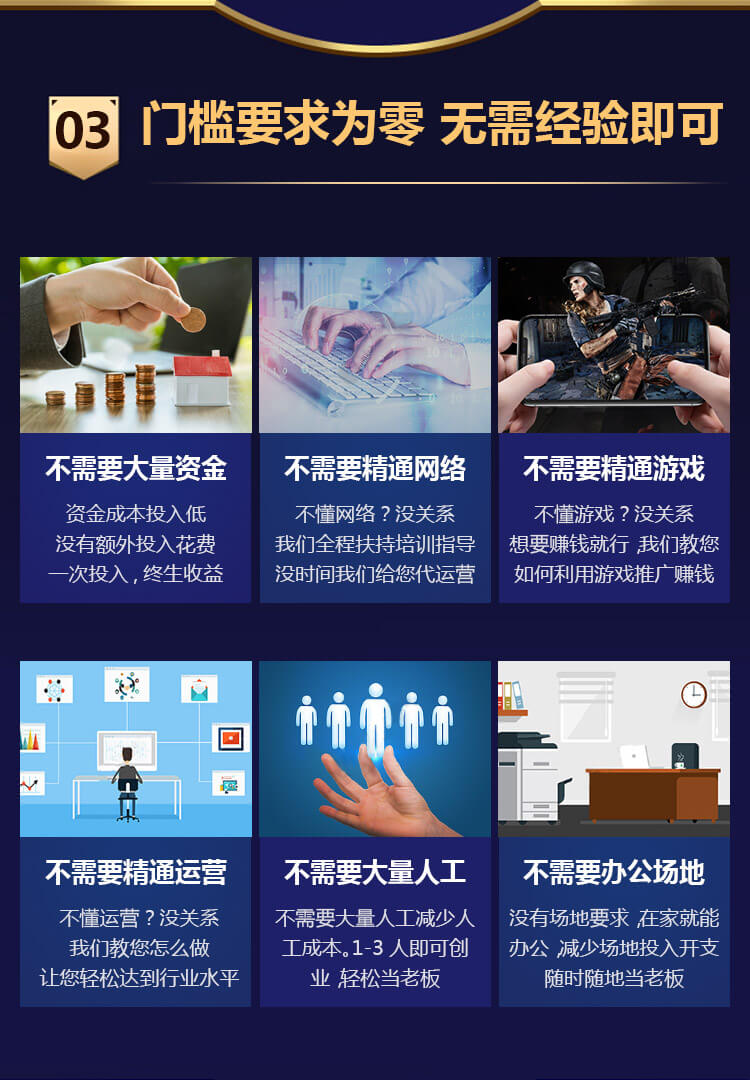 03
门槛要求为零 无需经验即可
不需要大量资金
资金成本投入低
没有额外投入花费
一次投入,终生收益
不需要精通网络
不懂网络?没关系
我们全程扶持培训指导
没时间我们给您代运营
不需要精通游戏
不懂游戏?没关系
想要赚钱就行,我们教您
如何利用游戏推广赚钱
不需要精通运营
不懂运营?没关系
我们教您怎么做
让您轻松达到行业水平
不需要大量人工
不需要大量人工减少人
工成本。1-3人即可创
业,轻松当老板
不需要办公场地
没有场地要求,在家就能
办公,减少场地投入开支
随时随地当老板